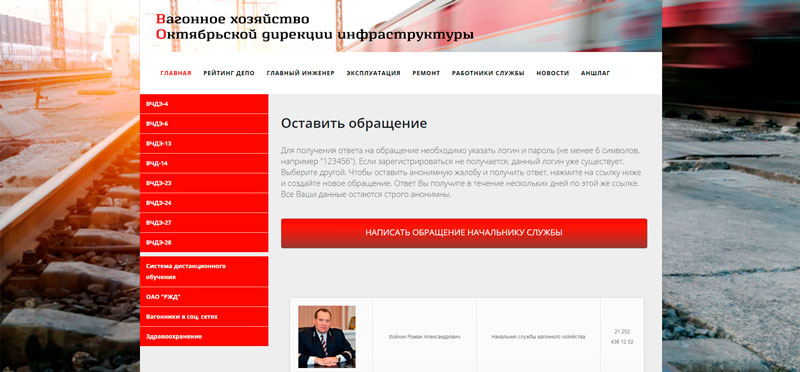 Вагонное хозяйство
Октябрьской дирекции инфраструктуры
ГЛАВНАЯ РЕЙТИНГ ДЕПО ГЛАВНЫЙ ИНЖЕНЕР ЭКСПЛУАТАЦИЯ РЕМОНТ РАБОТНИКИ СЛУЖБЫ НОВОСТИ АНШЛАГ
ВЧДЭ-4
ВЧДЭ-6
ВЧДЭ-13
ВЧД-14
ВЧДЭ-23
ВЧДЭ-24
ВЧДЭ-27
ВЧДЭ-28
Система дистанционного
обучения
ОАО "РЖД"
Вагонники в соц. сетях
Здравоохранение
Оставить обращение
Для получения ответа на обращение необходимо указать логин и пароль (не менее 6 символов,
например "123456"). Если зарегистрироваться не получается, данный логин уже существует.
Выберите другой. Чтобы оставить анонимную жалобу и получить ответ, нажмите на ссылку ниже
и создайте новое обращение. Ответ Вы получите в течение нескольких дней по этой же ссылке.
Все Ваши данные остаются строго анонимны.
НАПИСАТЬ ОБРАЩЕНИЕ НАЧАЛЬНИКУ СЛУЖБЫ
Хойхин Роман Александрович
Начальник службы вагонного хозяйства
21 252
436 12 52